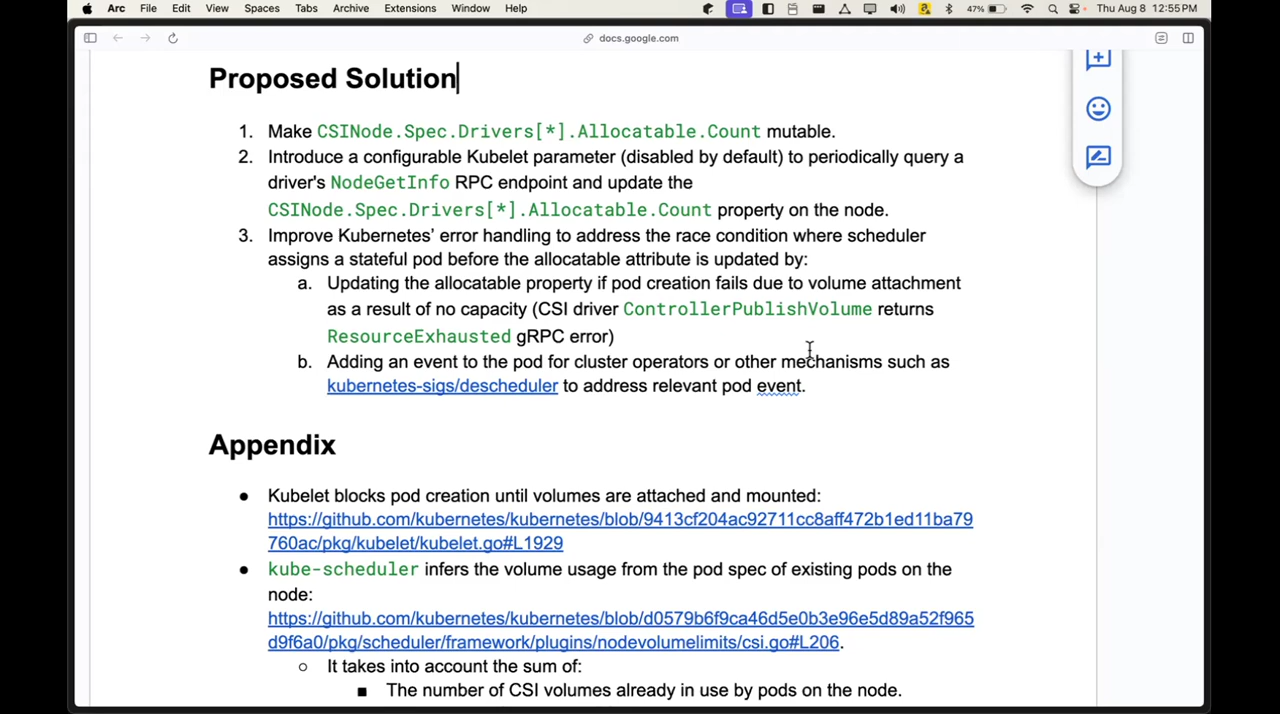 Arc File Edit View Spaces Tabs Archive Extensions Window Help 47% Thu Aug 8 12:55PM
docs.google.com
Proposed Solution
1. Make CSINode.Spec.Drivers[*].Allocatable.Count mutable.
2. Introduce a configurable Kubelet parameter (disabled by default) to periodically query a
driver's NodeGetInfo RPC endpoint and update the
CSINode.Spec.Drivers[*].Allocatable.Count property on the node.
3. Improve Kubernetes’ error handling to address the race condition where scheduler
assigns a stateful pod before the allocatable attribute is updated by:
a. Updating the allocatable property if pod creation fails due to volume attachment
as a result of no capacity (CSI driver ControllerPublishVolume returns
ResourceExhausted gRPC error)
b. Adding an event to the pod for cluster operators or other mechanisms such as
kubernetes-sigs/descheduler to address relevant pod event.
Appendix
● Kubelet blocks pod creation until volumes are attached and mounted:
https://github.com/kubernetes/kubernetes/blob/9413cf204ac92711cc8aff472b1ed11ba79
760ac/pkg/kubelet/kubelet.go#L1929
● kube-scheduler infers the volume usage from the pod spec of existing pods on the
node:
https://github.com/kubernetes/kubernetes/blob/d0579b6f9ca46d5e0b3e96e5d89a52f965
d9f6a0/pkg/scheduler/framework/plugins/nodevolumelimits/csi.go#L206.
○ It takes into account the sum of:
■ The number of CSI volumes already in use by pods on the node.